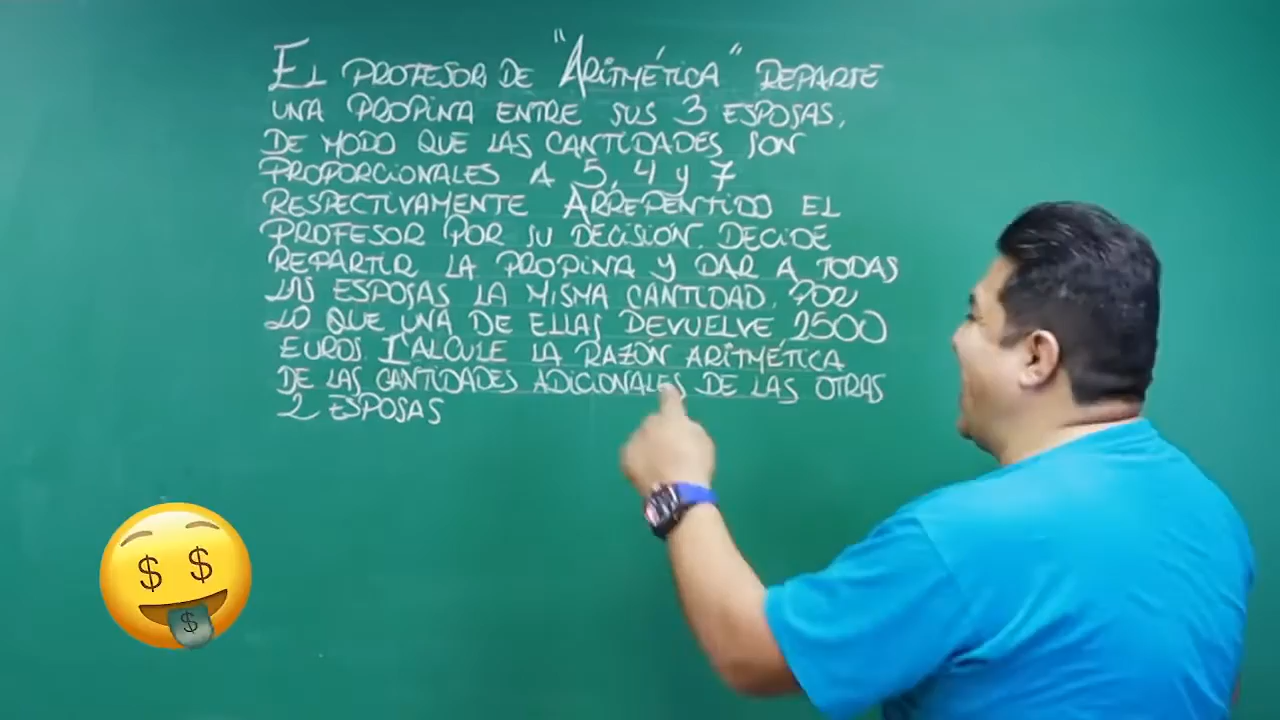 EL PROFESOR DE "ARITMÉTICA" REPARTE
UNA PROPINA ENTRE SUS 3 ESPOSAS,
DE MODO QUE LAS CANTIDADES SON
PROPORCIONALES A 5, 4 y 7
RESPECTIVAMENTE ARREPENTIDO EL
PROFESOR POR SU DECISIÓN. DECIDE
REPARTIR LA PROPINA Y DAR A TODAS
LAS ESPOSAS LA MISMA CANTIDAD. POR
LO QUE UNA DE ELLAS DEVUELVE 2500
EUROS. CALCULE LA RAZÓN ARITMÉTICA
DE LAS CANTIDADES ADICIONALES DE LAS OTRAS
2 ESPOSAS
$ $
$